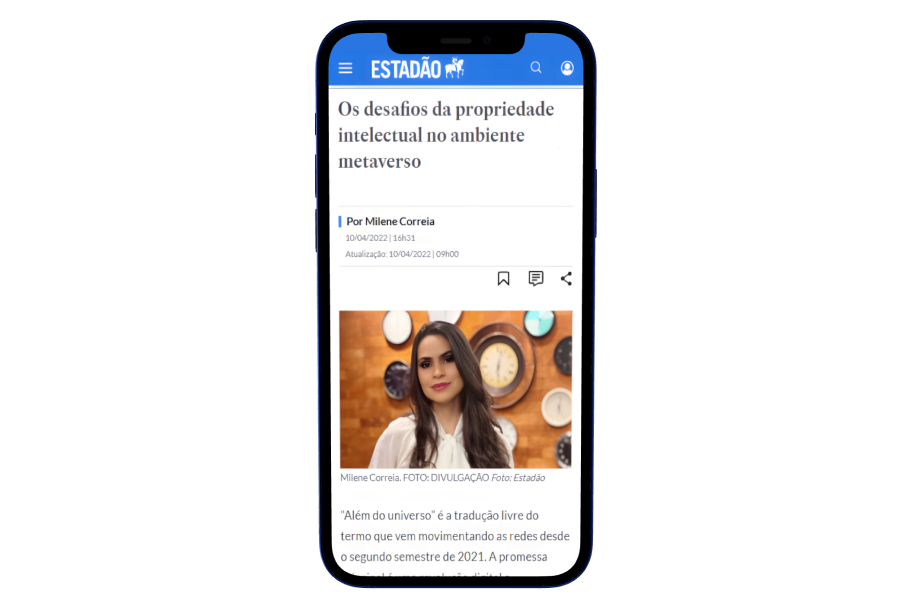 ESTADÃO
Os desafios da propriedade
intelectual no ambiente
metaverso
Por Milene Correia
10/04/2022 | 16h31
Atualização: 10/04/2022 | 09h00
Milene Correia. FOTO: DIVULGAÇÃO Foto: Estadão
"Além do universo" é a tradução livre do
termo que vem movimentando as redes desde
o segundo semestre de 2021. A promessa